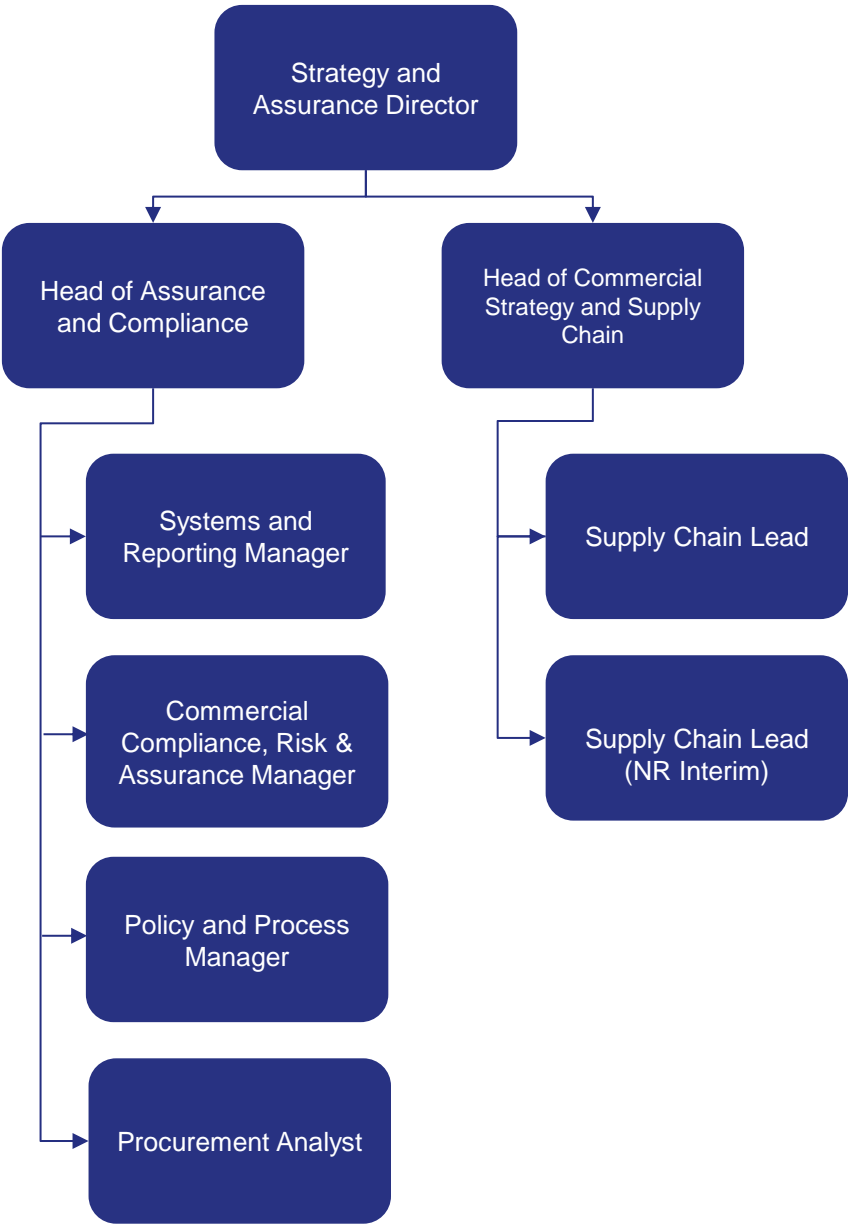 Strategy and
Assurance Director
Head of Assurance
and Compliance
Head of Commercial
Strategy and Supply
Chain
Systems and
Reporting Manager
Supply Chain Lead
Commercial
Compliance, Risk &
Assurance Manager
Supply Chain Lead
(NR Interim)
Policy and Process
Manager
Procurement Analyst